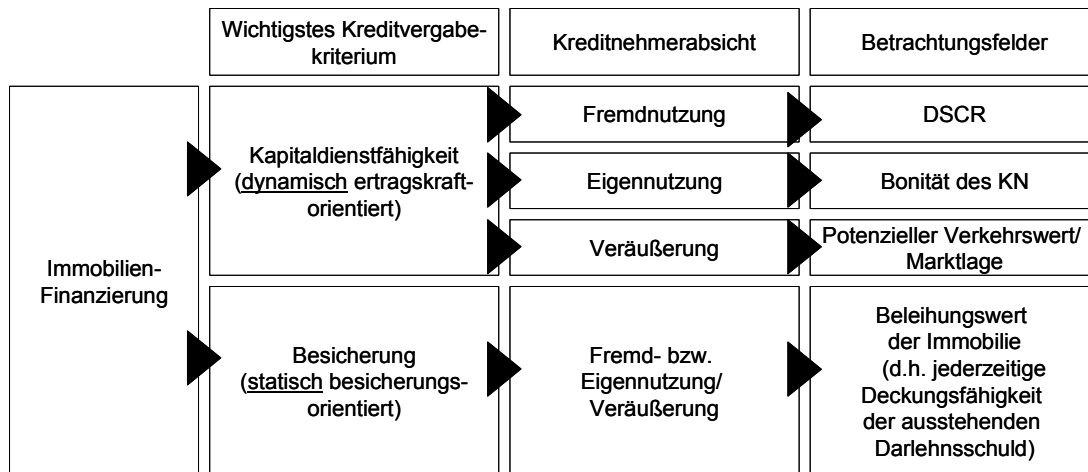 Wichtigstes Kreditvergabe-
kriterium
Kreditnehmerabsicht
Betrachtungsfelder
Immobilien-
Finanzierung
Kapitaldienstfähigkeit
(dynamisch ertragskraft-
orientiert)
Fremdnutzung
DSCR
Eigennutzung
Bonität des KN
Veräußerung
Potenzieller Verkehrswert/
Marktlage
Besicherung
(statisch besicherungs-
orientiert)
Fremd- bzw.
Eigennutzung/
Veräußerung
Beleihungswert
der Immobilie
(d.h. jederzeitige
Deckungsfähigkeit
der ausstehenden
Darlehnsschuld)